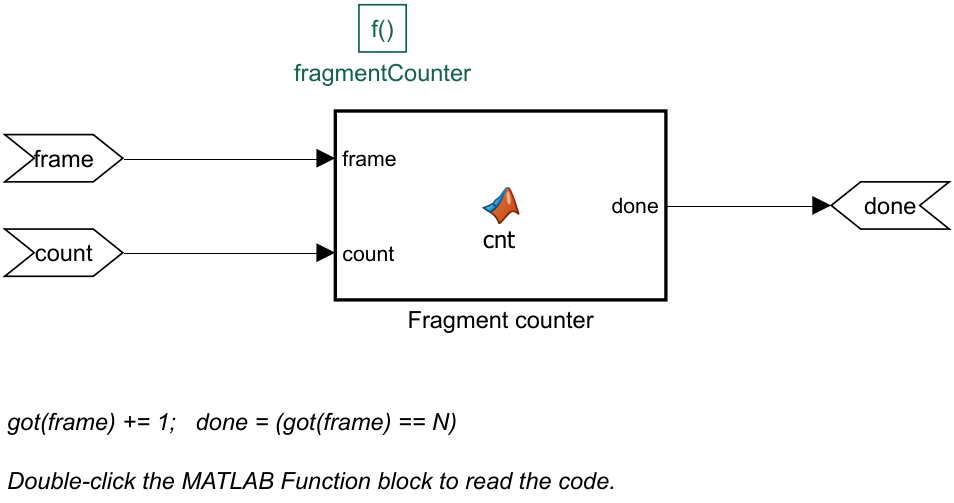 f()
fragmentCounter
frame
frame
done
done
cnt
count
count
Fragment counter
got(frame) += 1;   done = (got(frame) == N)
Double-click the MATLAB Function block to read the code.